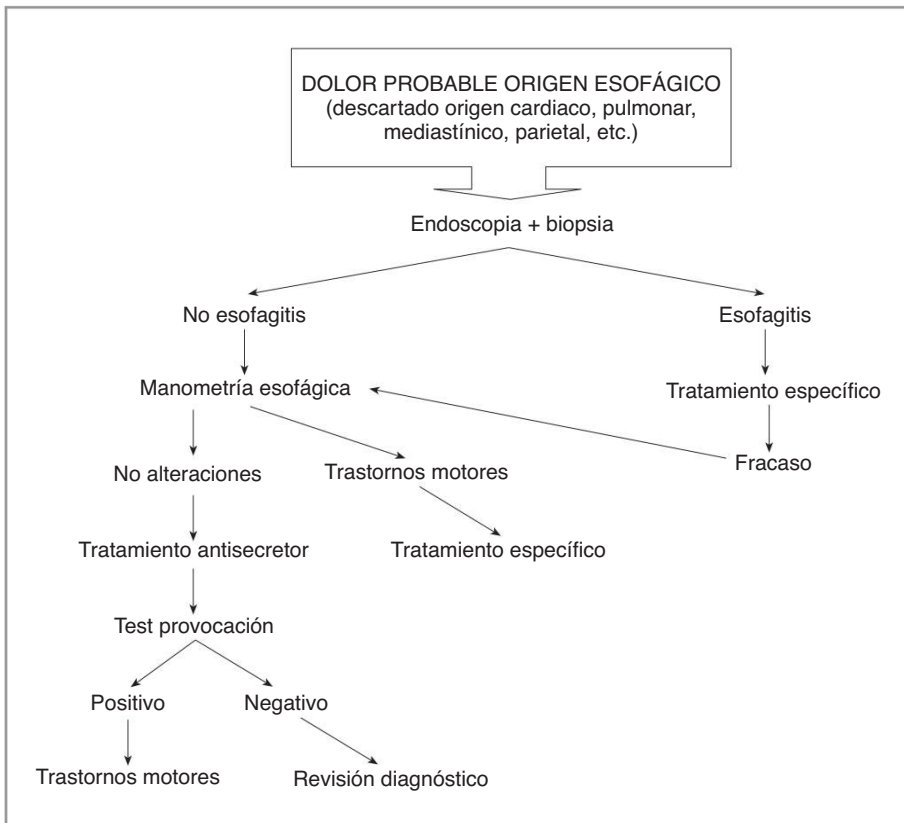 DOLOR PROBABLE ORIGEN ESOFÁGICO
(descartado origen cardiaco, pulmonar,
mediastínico, parietal, etc.)
Endoscopia + biopsia
No esofagitis
Esofagitis
Manometría esofágica
Tratamiento específico
No alteraciones
Trastornos motores
Fracaso
Tratamiento antisecretor
Tratamiento específico
Test provocación
Positivo
Negativo
Trastornos motores
Revisión diagnóstico